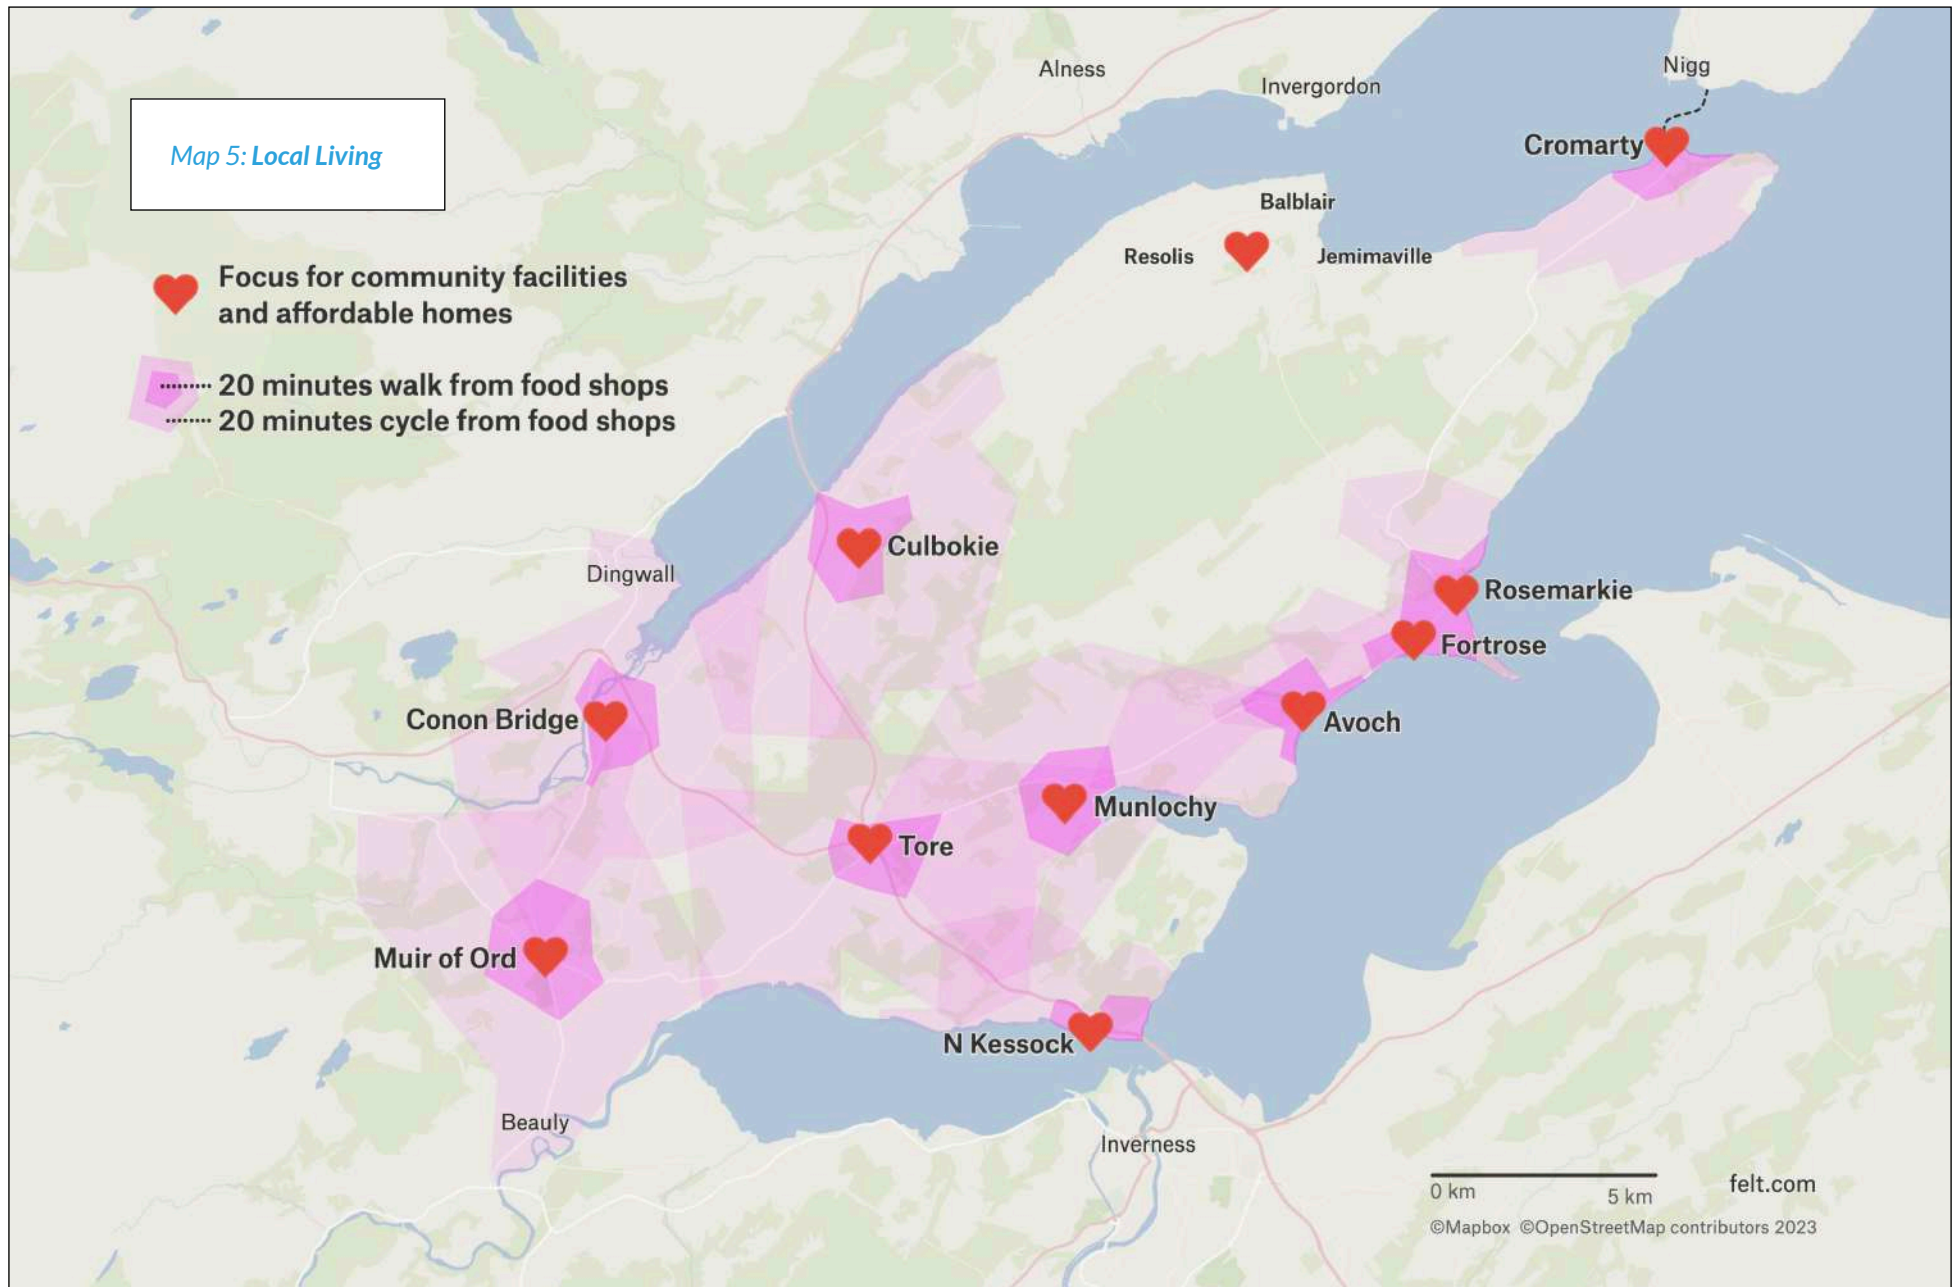 Alness
Nigg
Invergordon
Map 5: Local Living
Cromarty
Balblair
Resolis
Jemimaville
Focus for community facilities
and affordable homes
20 minutes walk from food shops
20 minutes cycle from food shops
Culbokie
Dingwall
Rosemarkie
Fortrose
Conon Bridge
Avoch
Munlochy
Tore
Muir of Ord
N Kessock
Beauly
Inverness
0 km
5 km
felt.com
©Mapbox ©OpenStreetMap contributors 2023